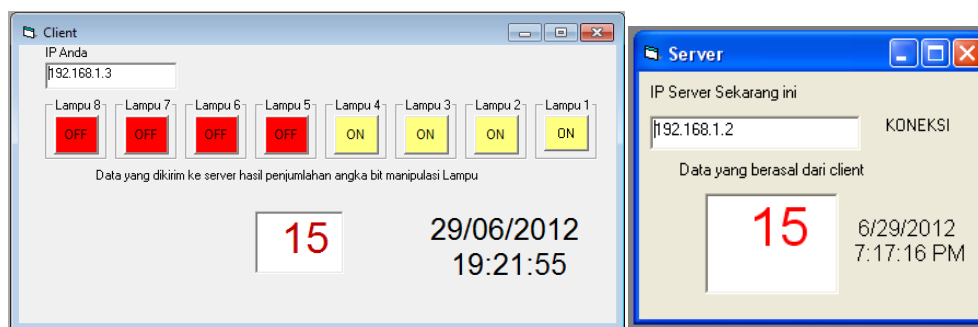 Client
IP Anda
192.168.1.3
Lampu 8 Lampu 7 Lampu 6 Lampu 5 Lampu 4 Lampu 3 Lampu 2 Lampu 1
OFF OFF OFF OFF ON ON ON ON
Data yang dikirim ke server hasil penjumlahan angka bit manipulasi Lampu
15
29/06/2012
19:21:55
Server
IP Server Sekarang ini
192.168.1.2
KONEKSI
Data yang berasal dari client
15
6/29/2012
7:17:16 PM